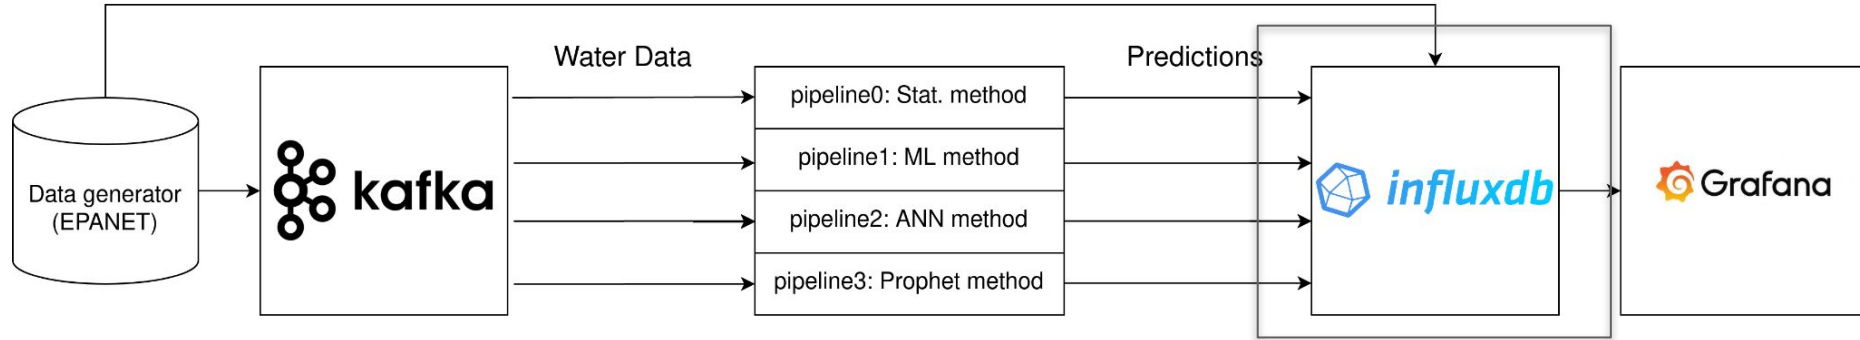 Water Data
Predictions
Data generator
(EPANET)
kafka
pipeline0: Stat. method
pipeline1: ML method
pipeline2: ANN method
pipeline3: Prophet method
influxdb
Grafana